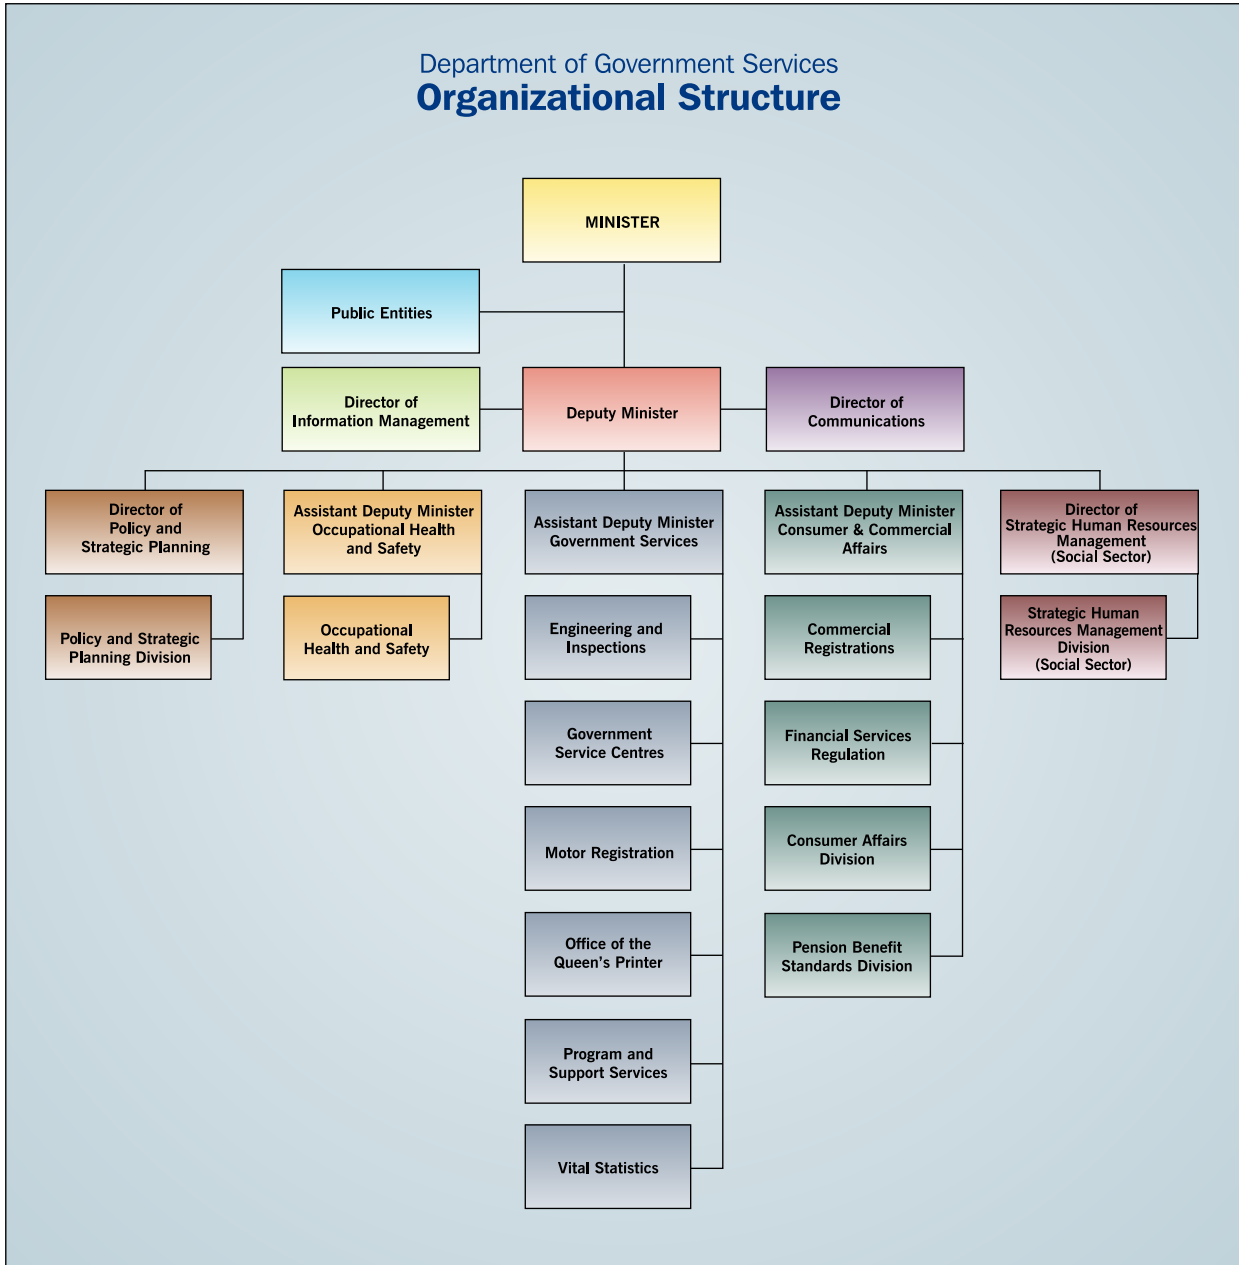 Department of Government Services
Organizational Structure
MINISTER
Public Entities
Director of
Information Management
Deputy Minister
Director of
Communications
Director of
Policy and
Strategic Planning
Assistant Deputy Minister
Occupational Health
and Safety
Assistant Deputy Minister
Government Services
Assistant Deputy Minister
Consumer & Commercial
Affairs
Director of
Strategic Human Resources
Management
(Social Sector)
Policy and Strategic
Planning Division
Occupational
Health and Safety
Engineering and
Inspections
Commercial
Registrations
Strategic Human
Resources Management
Division
(Social Sector)
Government
Service Centres
Financial Services
Regulation
Motor Registration
Consumer Affairs
Division
Office of the
Queen's Printer
Pension Benefit
Standards Division
Program and
Support Services
Vital Statistics